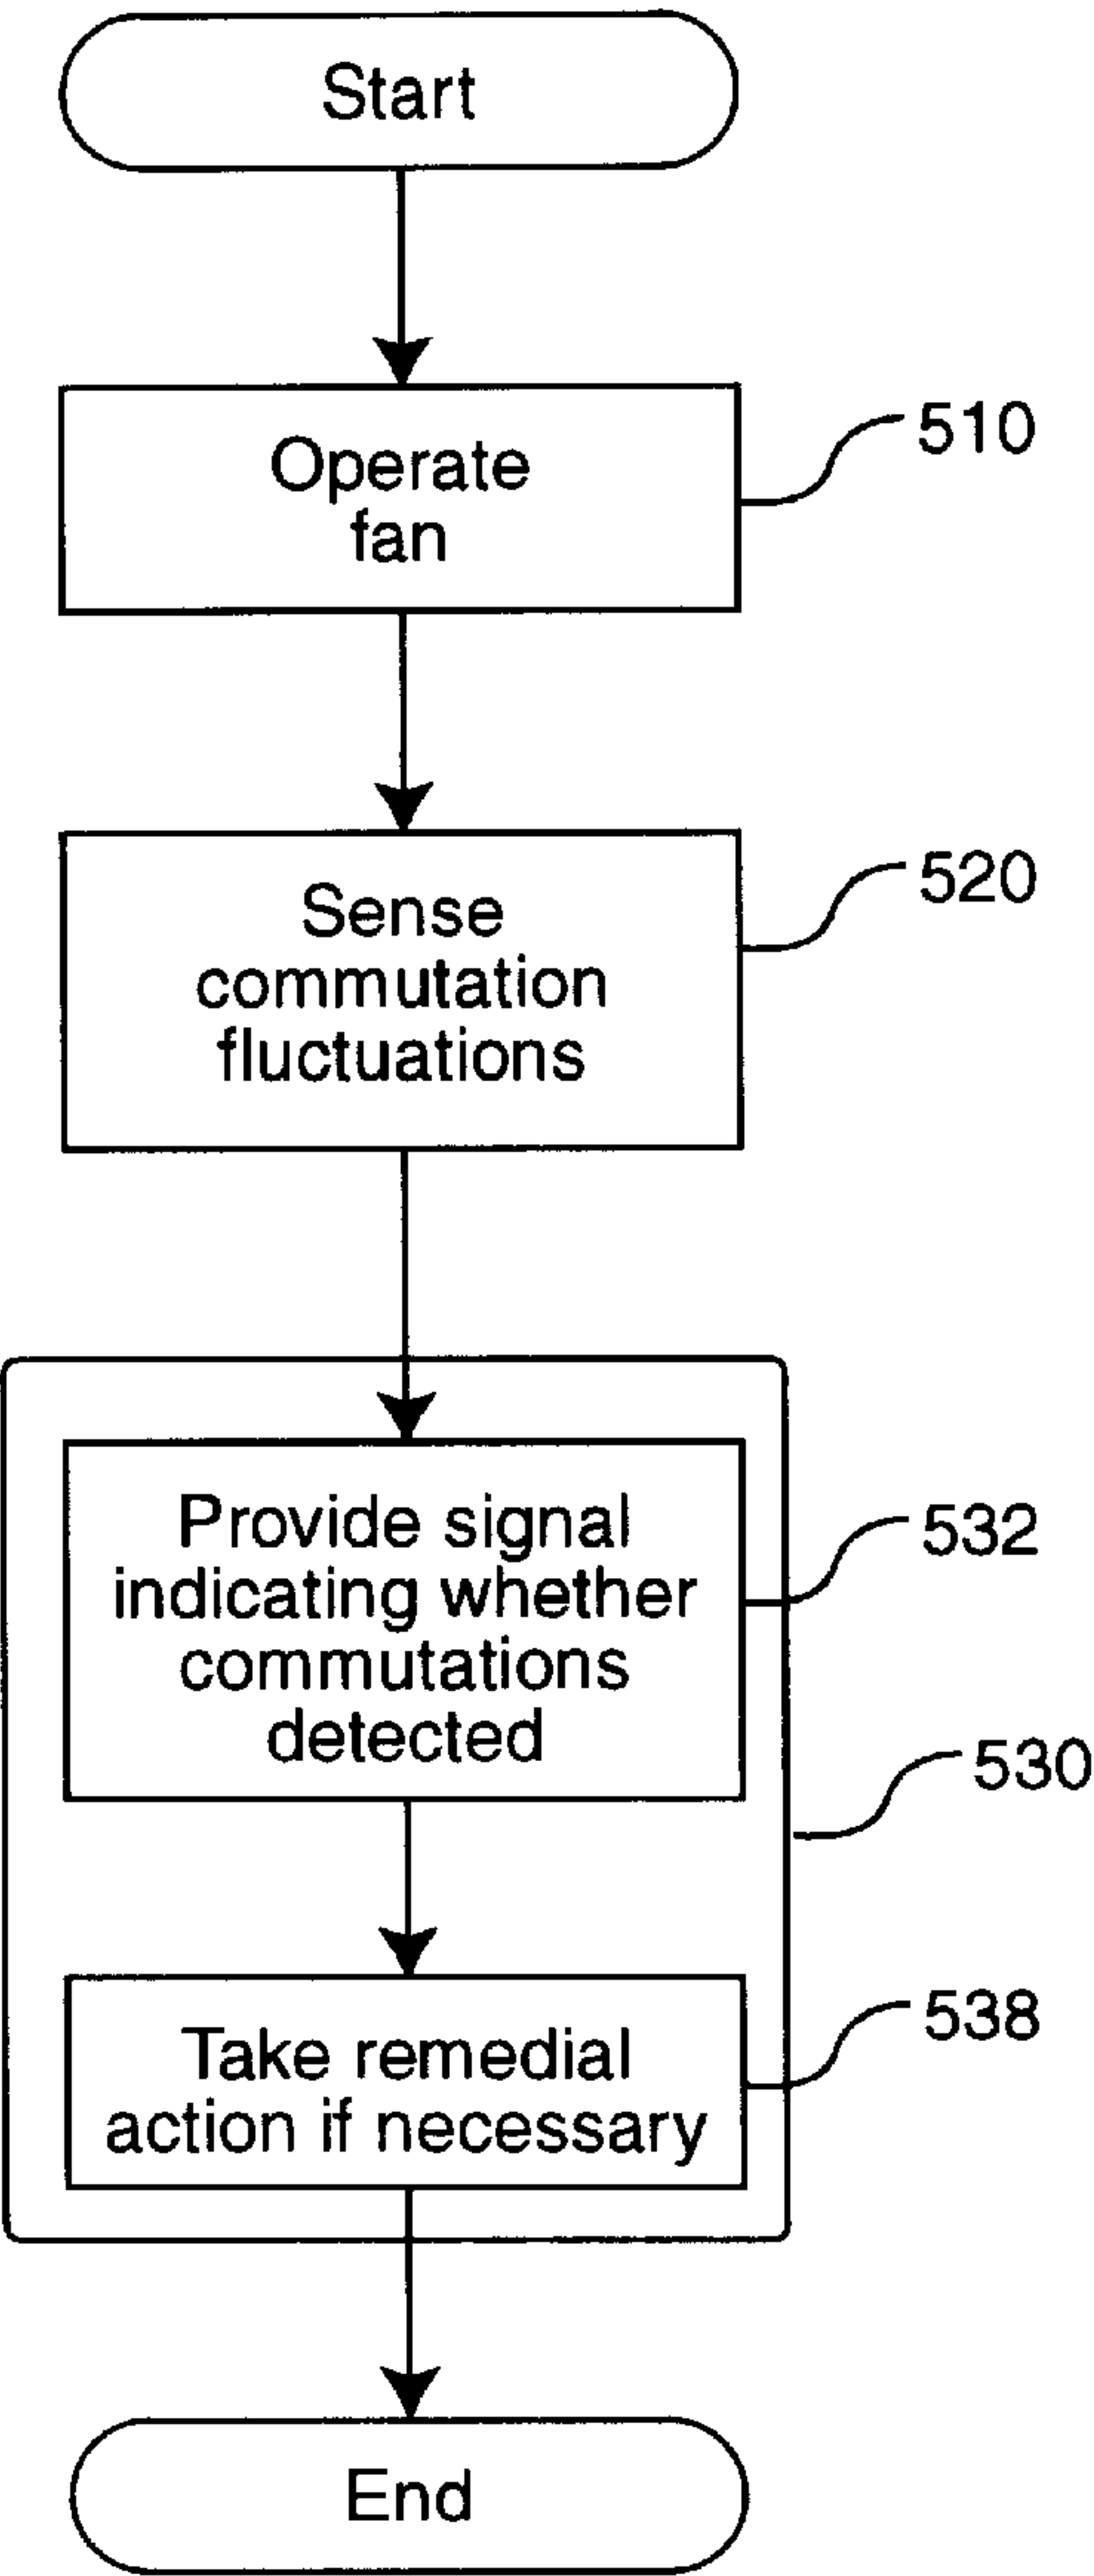 Start
Operate
fan
510
Sense
commutation
fluctuations
520
Provide signal
indicating whether
commutations
detected
532
530
Take remedial
action if necessary
538
End